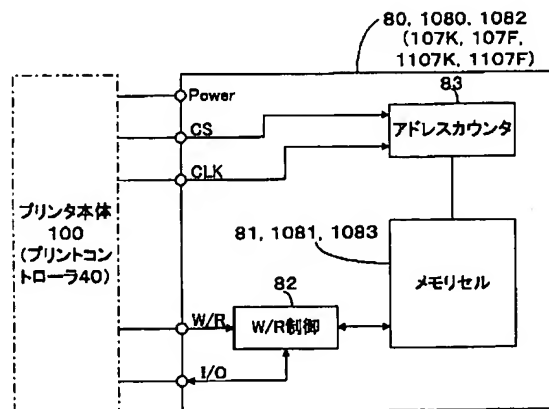 80, 1080, 1082
(107K, 107F,
1107K, 1107F)
Power
CS
CLK
83
アドレスカウンタ
プリンタ本体
100
(プリントコン
トローラ40)
81, 1081, 1083
メモリセル
82
W/R
W/R制御
I/O